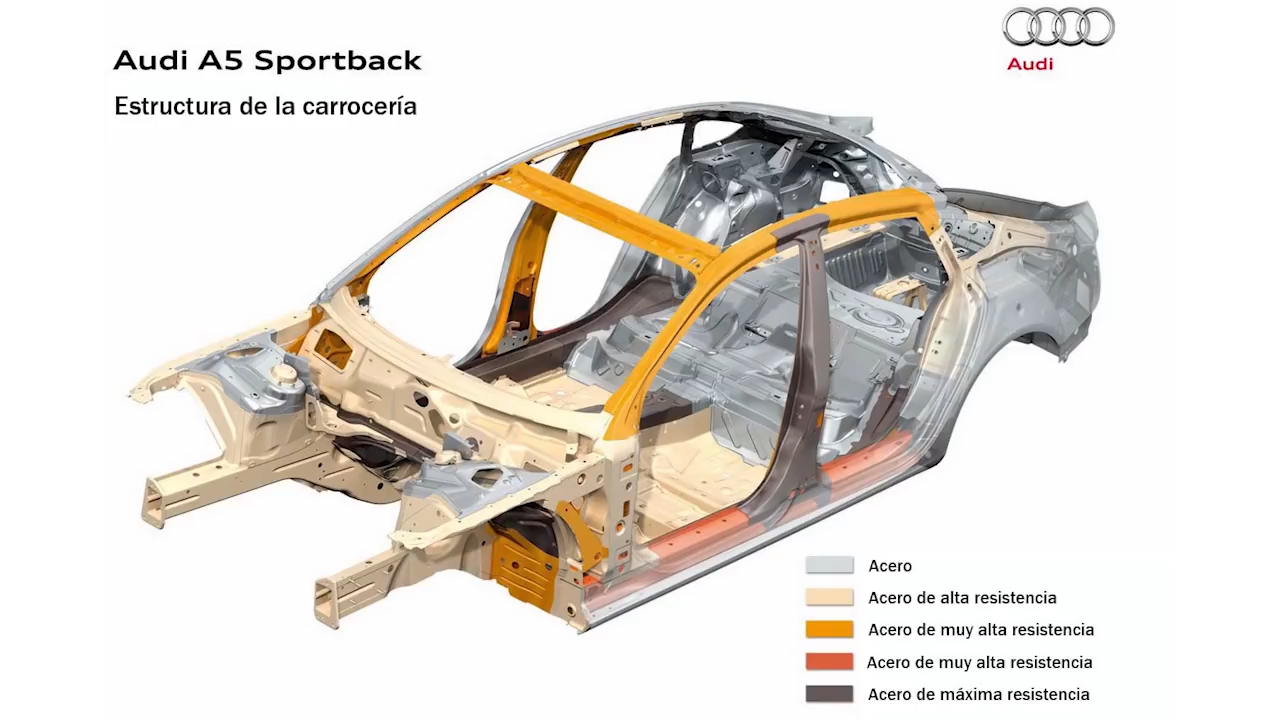 Audi A5 Sportback
Estructura de la carrocería
Audi
Acero
Acero de alta resistencia
Acero de muy alta resistencia
Acero de muy alta resistencia
Acero de máxima resistencia